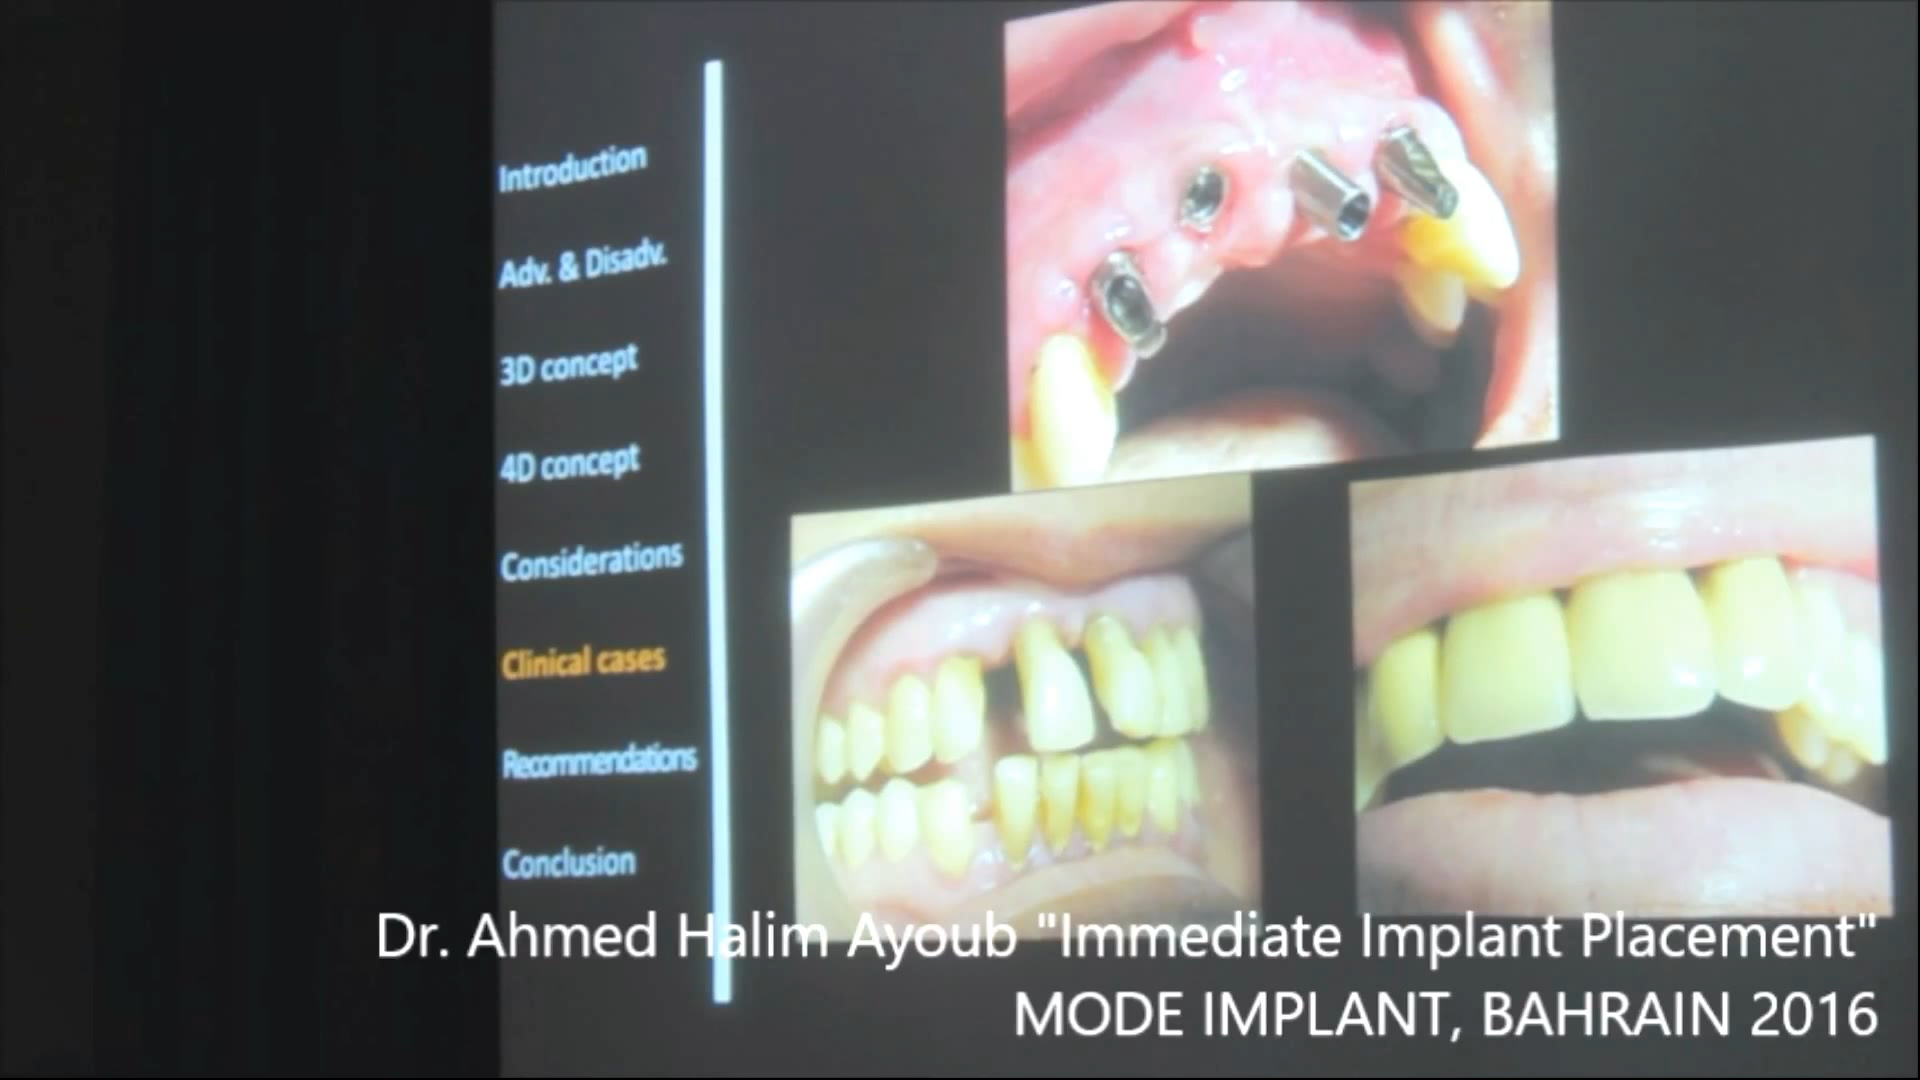 Introduction
Adv. & Disadv.
3D concept
4D concept
Considerations
Clinical cases
Recommendations
Conclusion
Dr. Ahmed Halim Ayoub "Immediate Implant Placement"
MODE IMPLANT, BAHRAIN 2016